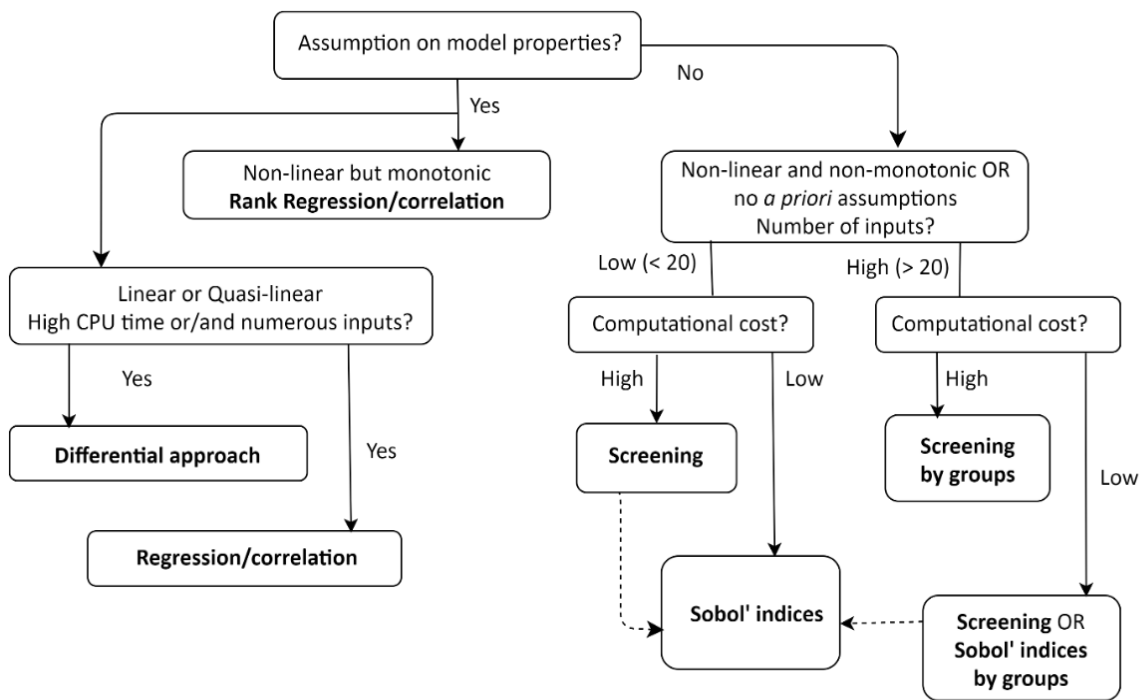 Assumption on model properties?
No
Yes
Non-linear but monotonic
Rank Regression/correlation
Non-linear and non-monotonic OR
no a priori assumptions
Number of inputs?
Low (< 20)
High (> 20)
Linear or Quasi-linear
High CPU time or/and numerous inputs?
Computational cost?
Computational cost?
Yes
High
Low
High
Differential approach
Yes
Screening
Screening
by groups
Low
Regression/correlation
Sobol' indices
Screening OR
Sobol' indices
by groups